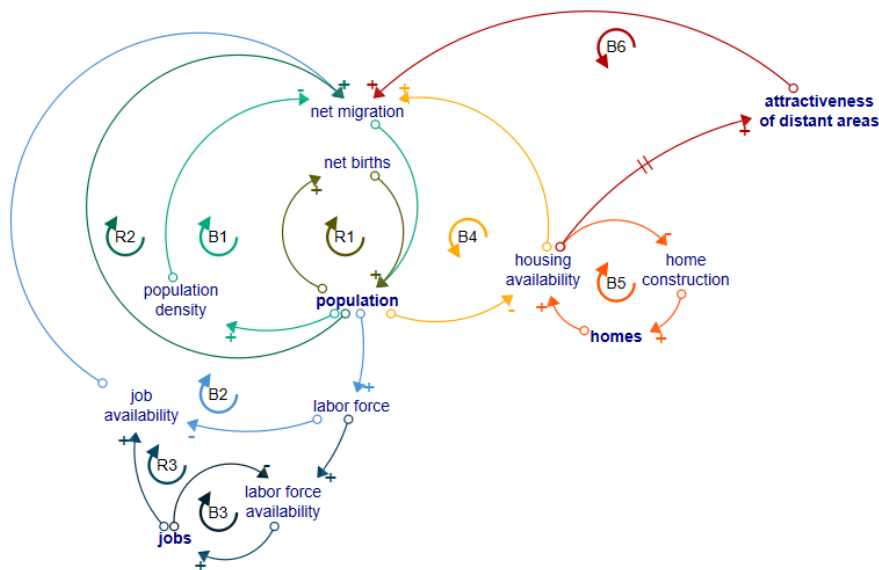 B6
attractiveness
of distant areas
+
-
+
+
+
net migration
net births
+
R2
B1
R1
B4
housing
availability
-
home
construction
B5
population
density
+
population
+
-
+
homes
+
B2
job
availability
+
labor force
-
+
R3
-
+
labor force
availability
B3
jobs
+